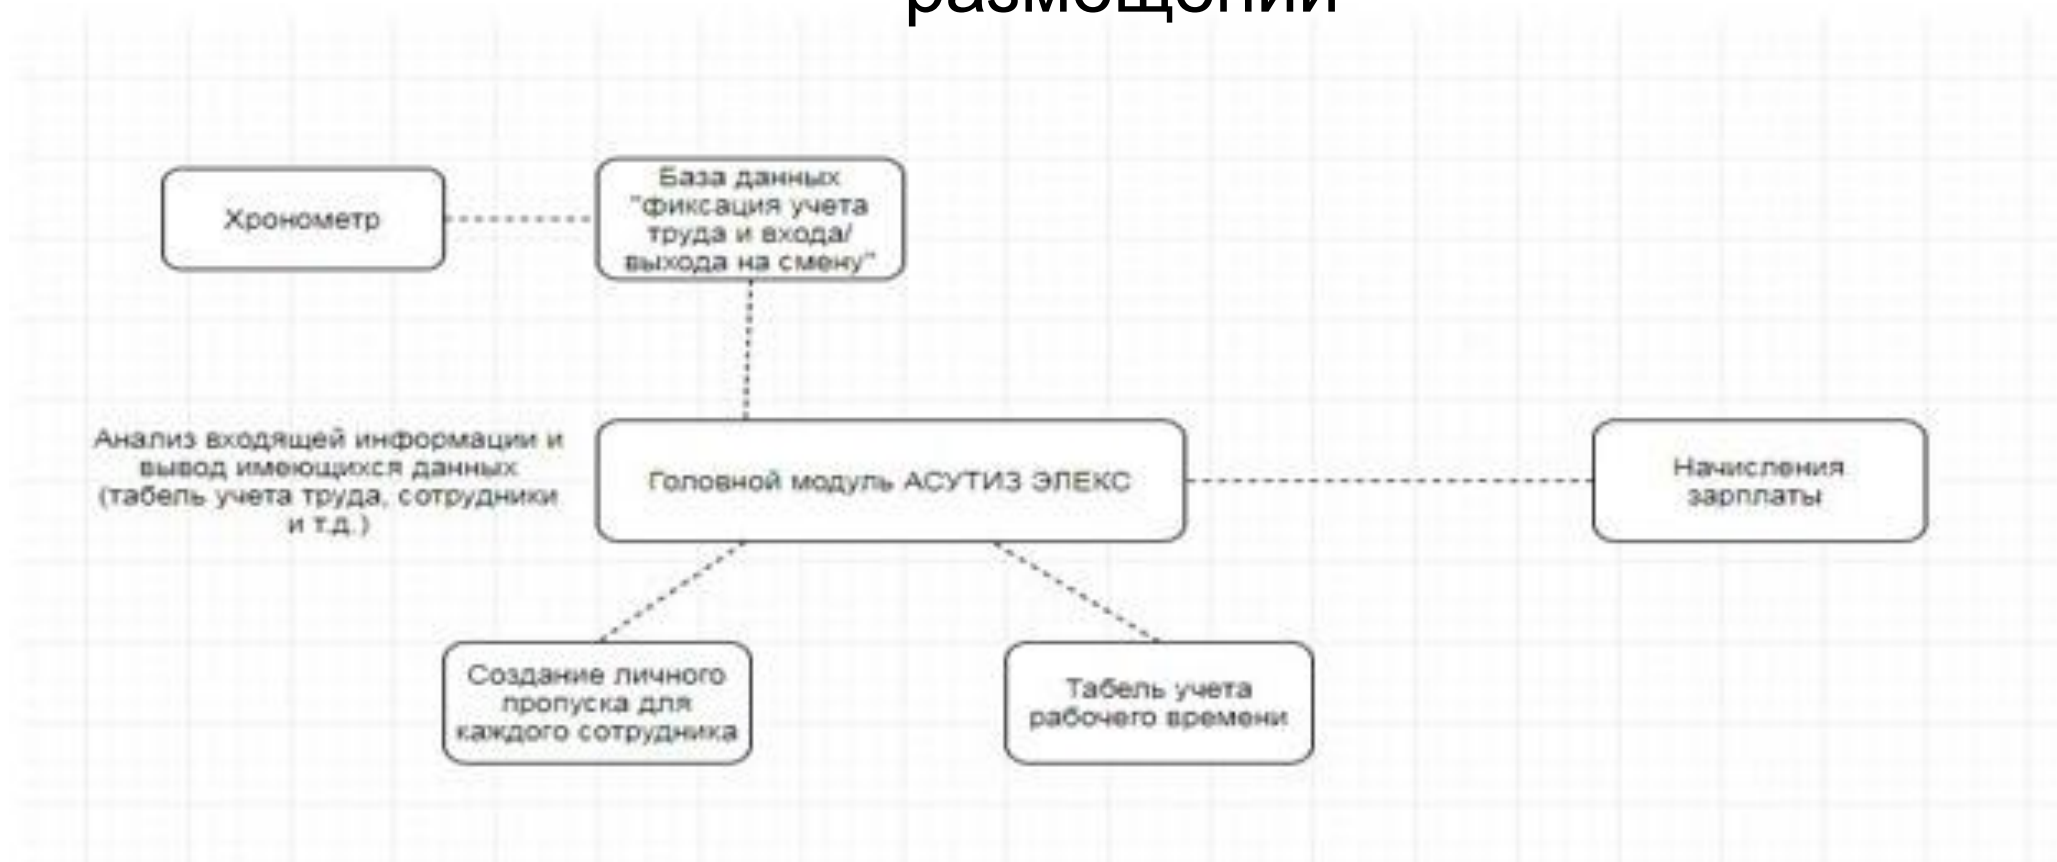 Хронометр
База данных
"фиксация учета
труда и входа/
выхода на смену"
Анализ входящей информации и
вывод имеющихся данных
(табель учета труда, сотрудники
и т.д.)
Головной модуль АСУТИЗ ЭЛЕКС
Начисления
зарплаты
Создание личного
пропуска для
каждого сотрудника
Табель учета
рабочего времени